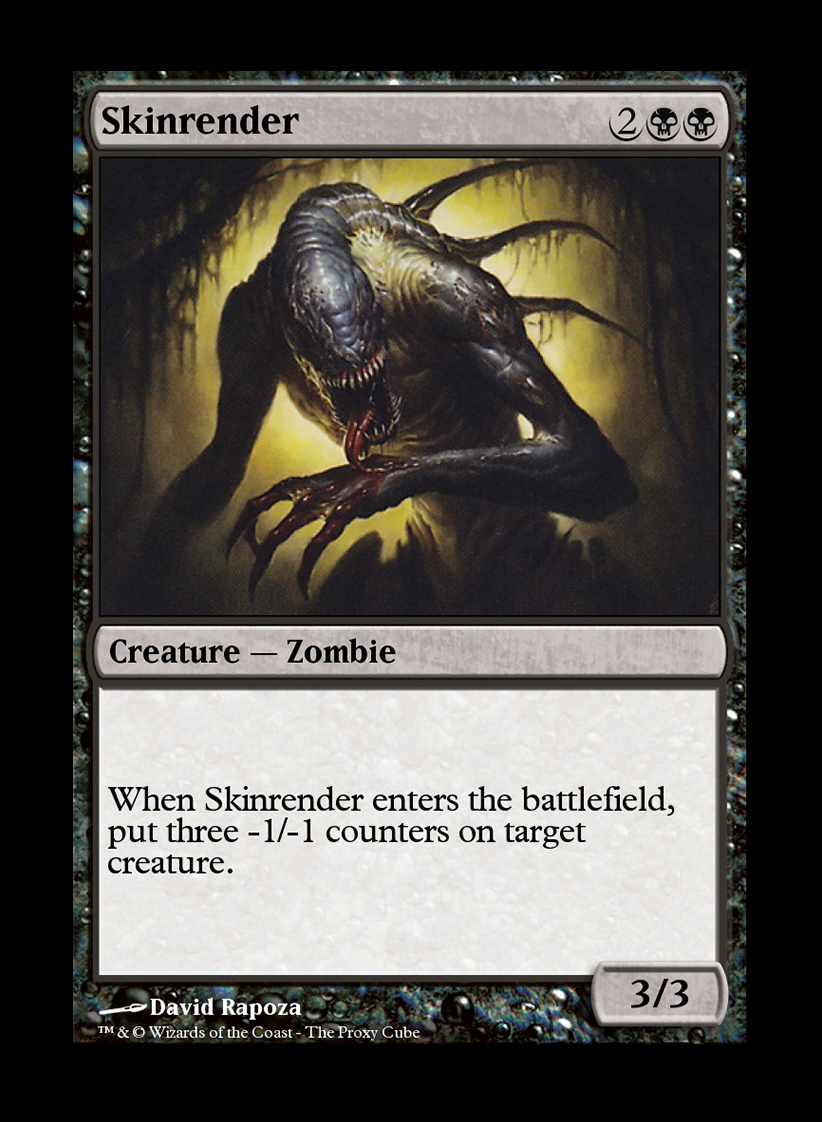 Skinrender 2
Creature — Zombie
When Skinrender enters the battlefield,
put three -1/-1 counters on target
creature.
3/3
David Rapoza
™ & © Wizards of the Coast - The Proxy Cube